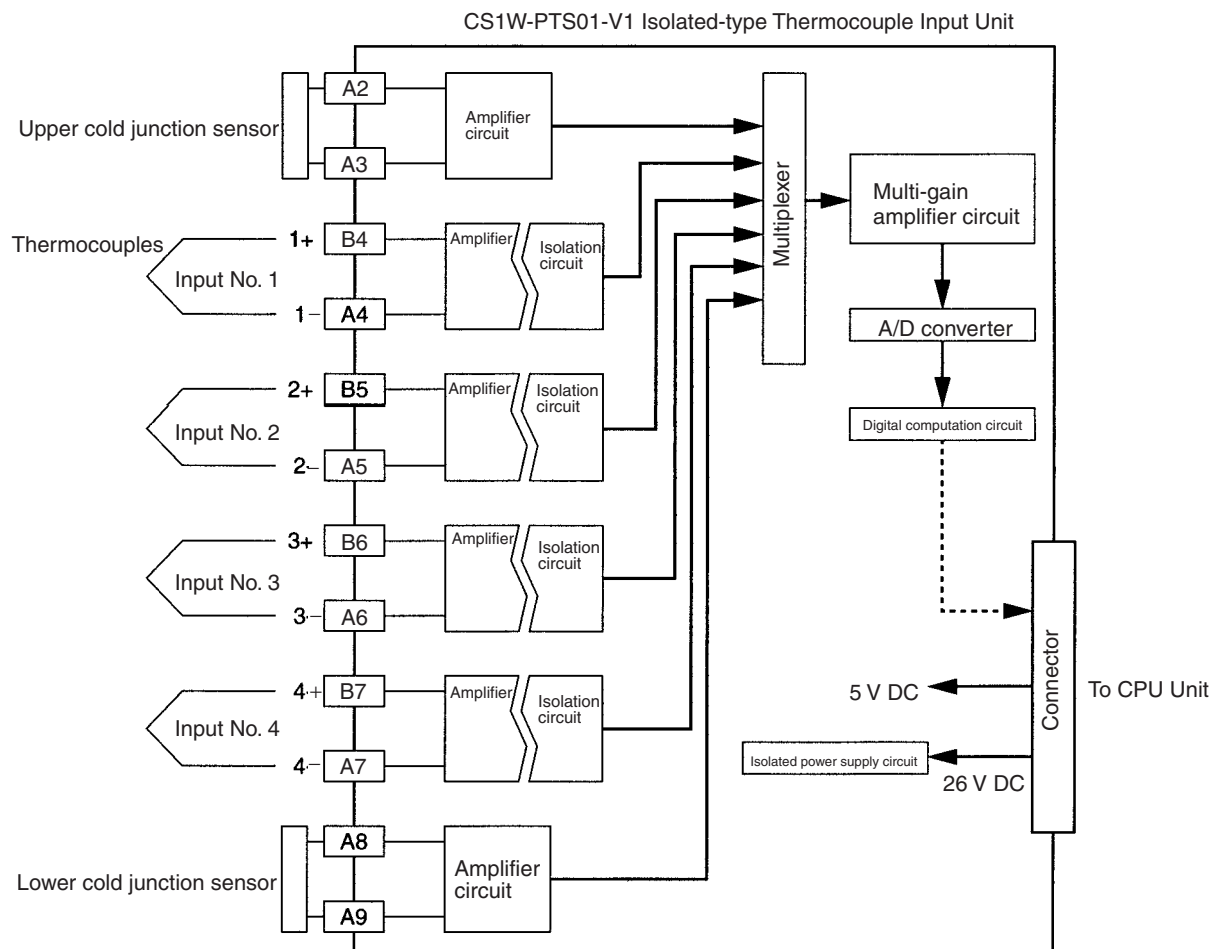 CS1W-PTS01-V1 Isolated-type Thermocouple Input Unit
A2
Upper cold junction sensor
A3
Amplifier
circuit
Thermocouples
1+
B4
Input No. 1
1−
A4
Amplifier
Isolation
circuit
2+
B5
Input No. 2
2−
A5
Amplifier
Isolation
circuit
3+
B6
Input No. 3
3−
A6
Amplifier
Isolation
circuit
4+
B7
Input No. 4
4−
A7
Amplifier
Isolation
circuit
A8
Lower cold junction sensor
A9
Amplifier
circuit
Multiplexer
Multi-gain
amplifier circuit
A/D converter
Digital computation circuit
Connector
To CPU Unit
5 V DC
Isolated power supply circuit
26 V DC